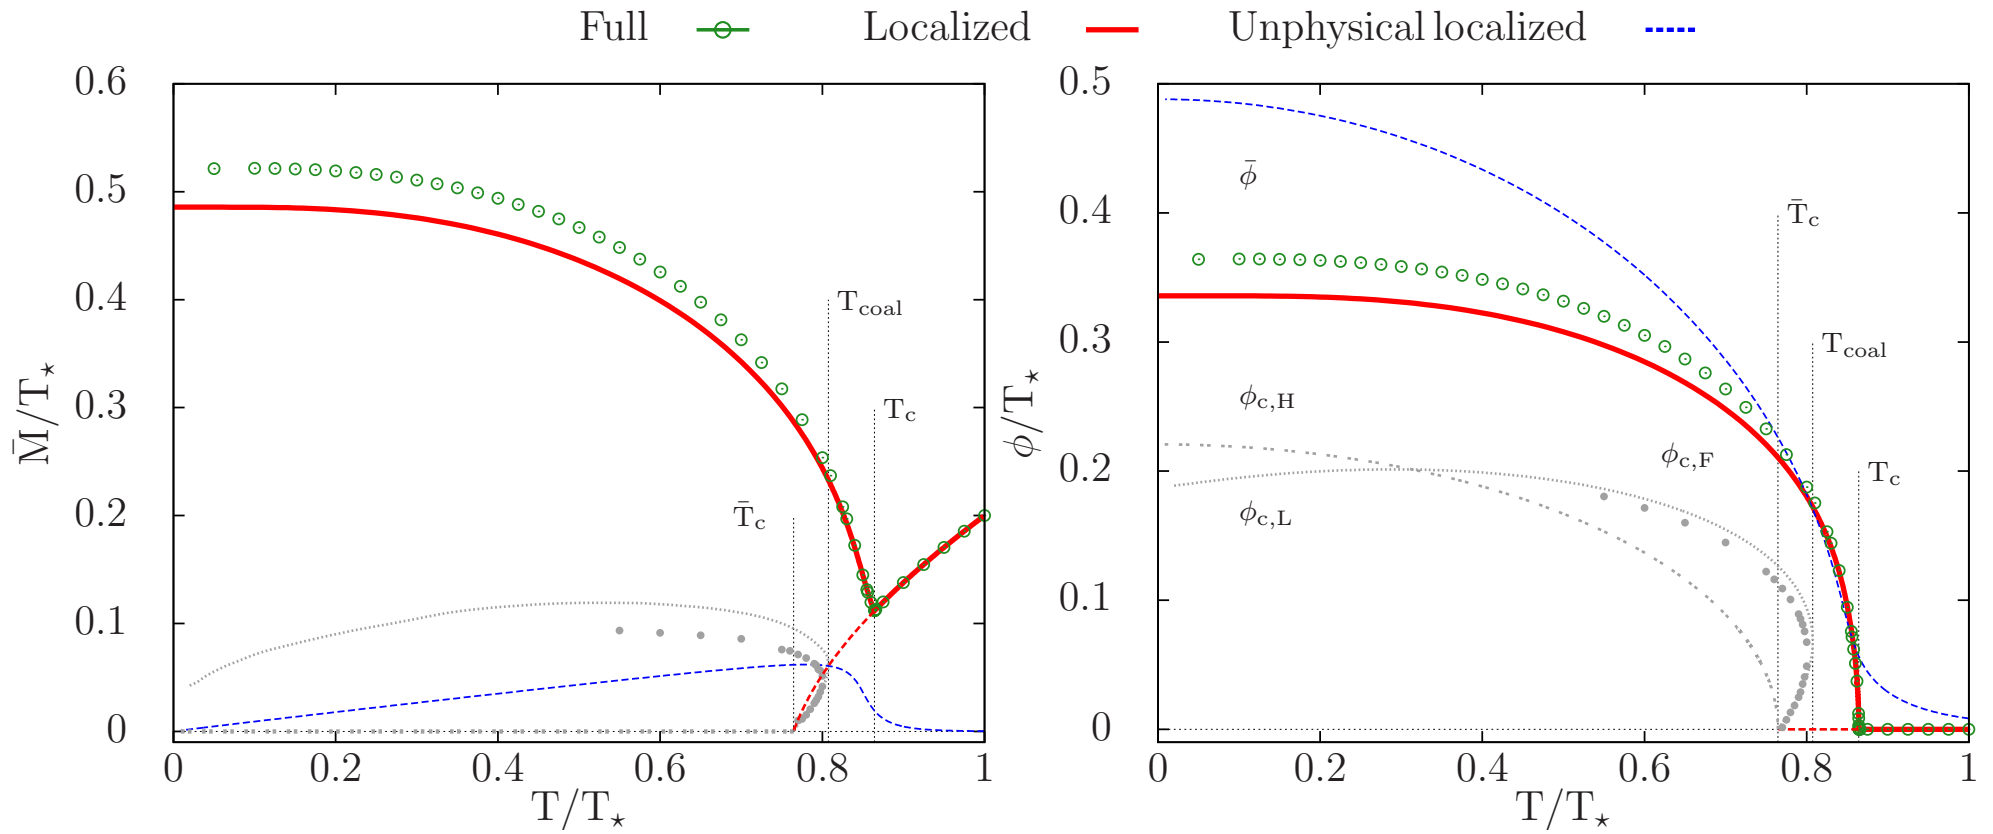 Full Localized Unphysical localized
0.6
0.5
0.4
0.3
0.2
0.1
0
M̄/T⋆
T_coal
T_c
T̄_c
0 0.2 0.4 0.6 0.8 1
T/T⋆
0.5
0.4
0.3
0.2
0.1
0
ϕ/T⋆
ϕ̄
T̄_c
T_coal
ϕ_c,H
ϕ_c,F
T_c
ϕ_c,L
0 0.2 0.4 0.6 0.8 1
T/T⋆